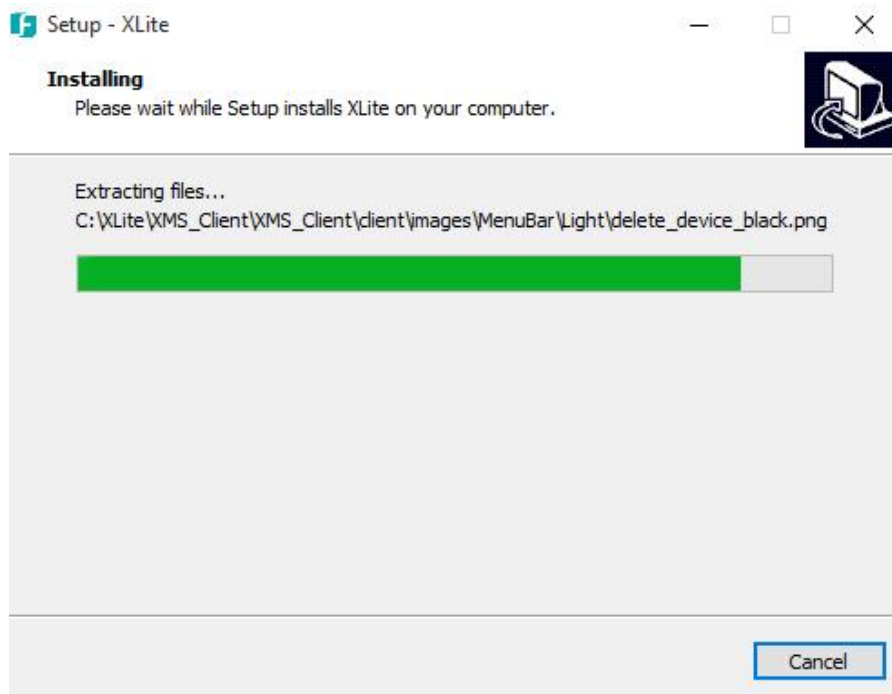 Setup - XLite
Installing
Please wait while Setup installs XLite on your computer.
Extracting files...
C:\XLite\XMS_Client\XMS_Client\client\images\MenuBar\Light\delete_device_black.png
Cancel